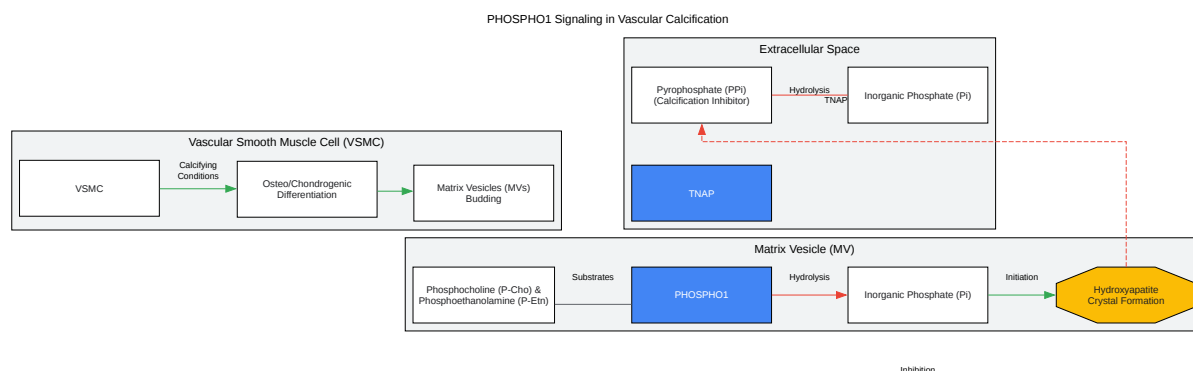 PHOSPHO1 Signaling in Vascular Calcification
Extracellular Space
Pyrophosphate (PPi)
(Calcification Inhibitor)
Hydrolysis
TNAP
Inorganic Phosphate (Pi)
Vascular Smooth Muscle Cell (VSMC)
VSMC
Calcifying
Conditions
Osteo/Chondrogenic
Differentiation
Matrix Vesicles (MVs)
Budding
TNAP
Matrix Vesicle (MV)
Phosphocholine (P-Cho) &
Phosphoethanolamine (P-Etn)
Substrates
PHOSPHO1
Hydrolysis
Inorganic Phosphate (Pi)
Initiation
Hydroxyapatite
Crystal Formation
Inhibition